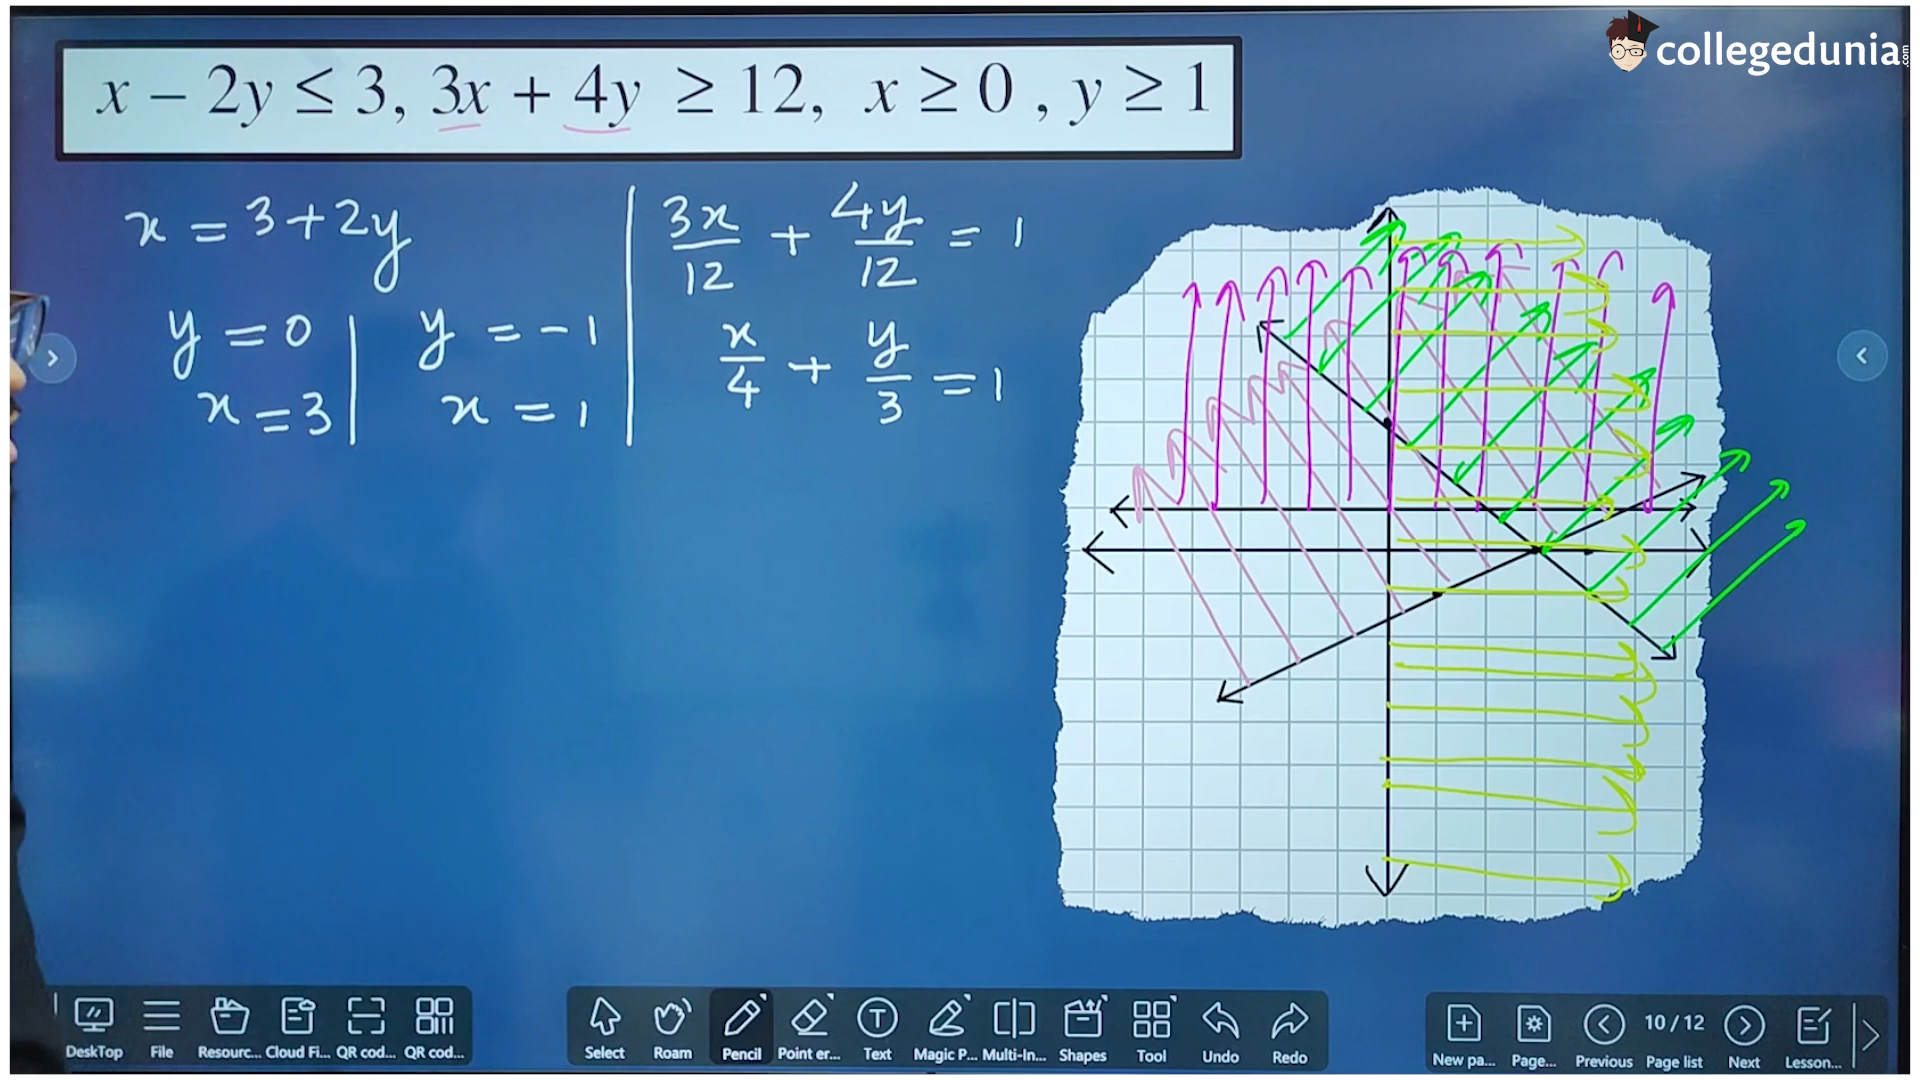 collegedunia
.com
x − 2y ≤ 3, 3x + 4y ≥ 12, x ≥ 0 , y ≥ 1
x = 3+2y
y = 0 | y = -1
x = 3 | x = 1
3x/12 + 4y/12 = 1
x/4 + y/3 = 1
DeskTop File Resourc... Cloud Fi... QR cod... QR cod...
Select Roam Pencil Point er... Text Magic P... Multi-In... Shapes Tool Undo Redo
10 / 12
New pa... Page... Previous Page list Next Lesson...